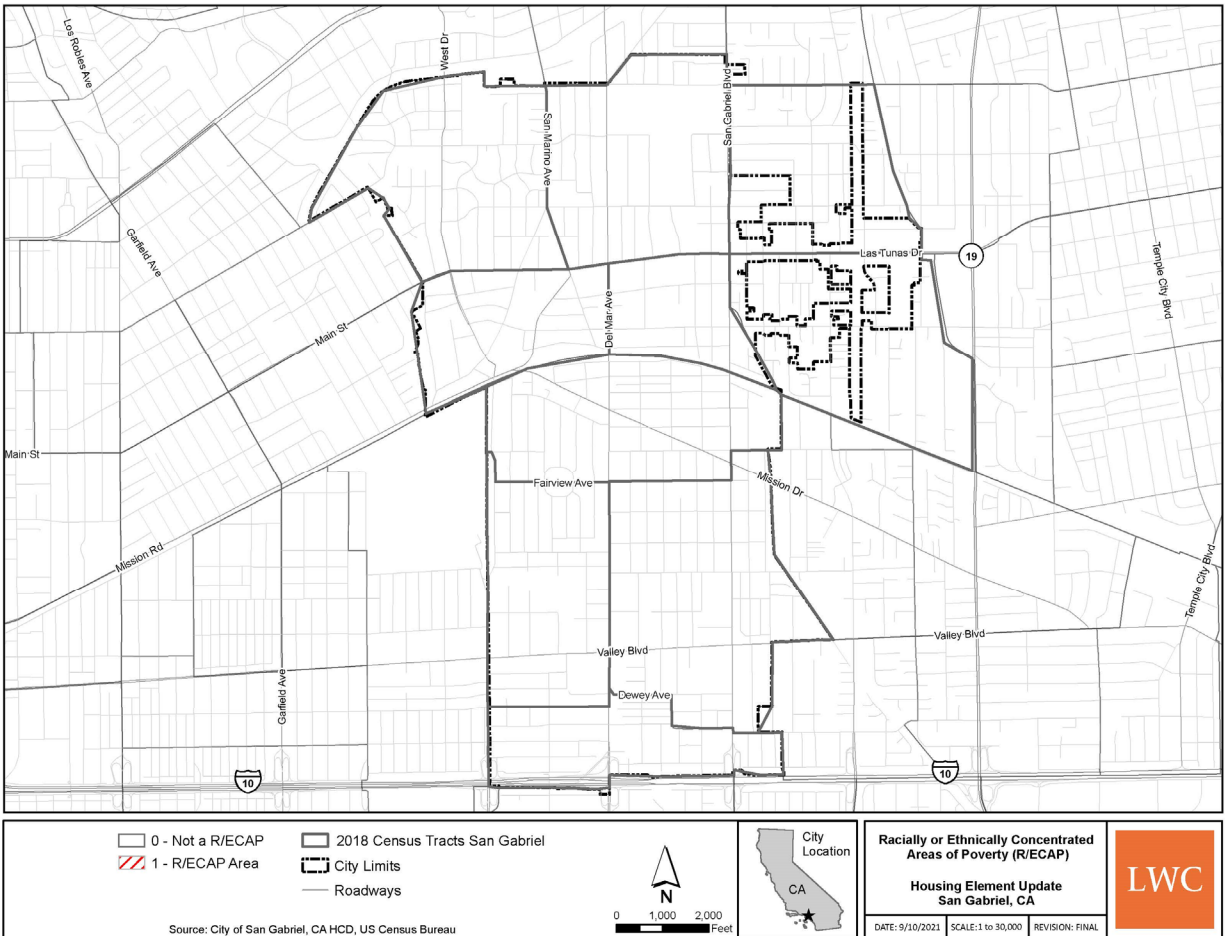 Los Robles Ave
West Dr
San Gabriel Blvd
San Marino Ave
Garfield Ave
Las Tunas Dr
19
Temple City Blvd
Main St
Del Mar Ave
Main St
Fairview Ave
Mission Dr
Mission Rd
Temple City Blvd
Valley Blvd
Valley Blvd
Garfield Ave
Dewey Ave
10
10
0 - Not a R/ECAP
1 - R/ECAP Area
2018 Census Tracts San Gabriel
City Limits
Roadways
Source: City of San Gabriel, CA HCD, US Census Bureau
N
0 1,000 2,000
Feet
City
Location
CA
Racially or Ethnically Concentrated
Areas of Poverty (R/ECAP)
Housing Element Update
San Gabriel, CA
DATE: 9/10/2021 SCALE: 1 to 30,000 REVISION: FINAL
LWC